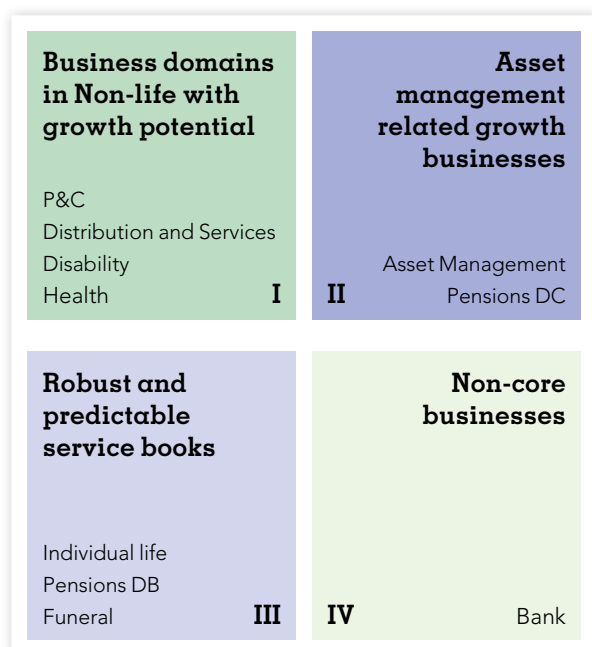 Business domains
in Non-life with
growth potential
P&C
Distribution and Services
Disability
Health
I
Asset
management
related growth
businesses
Asset Management
II
Pensions DC
Robust and
predictable
service books
Individual life
Pensions DB
Funeral
III
Non-core
businesses
IV
Bank